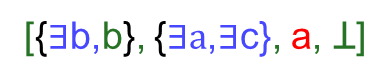 [{∃b,b}, {∃a,∃c}, a, ⊥]